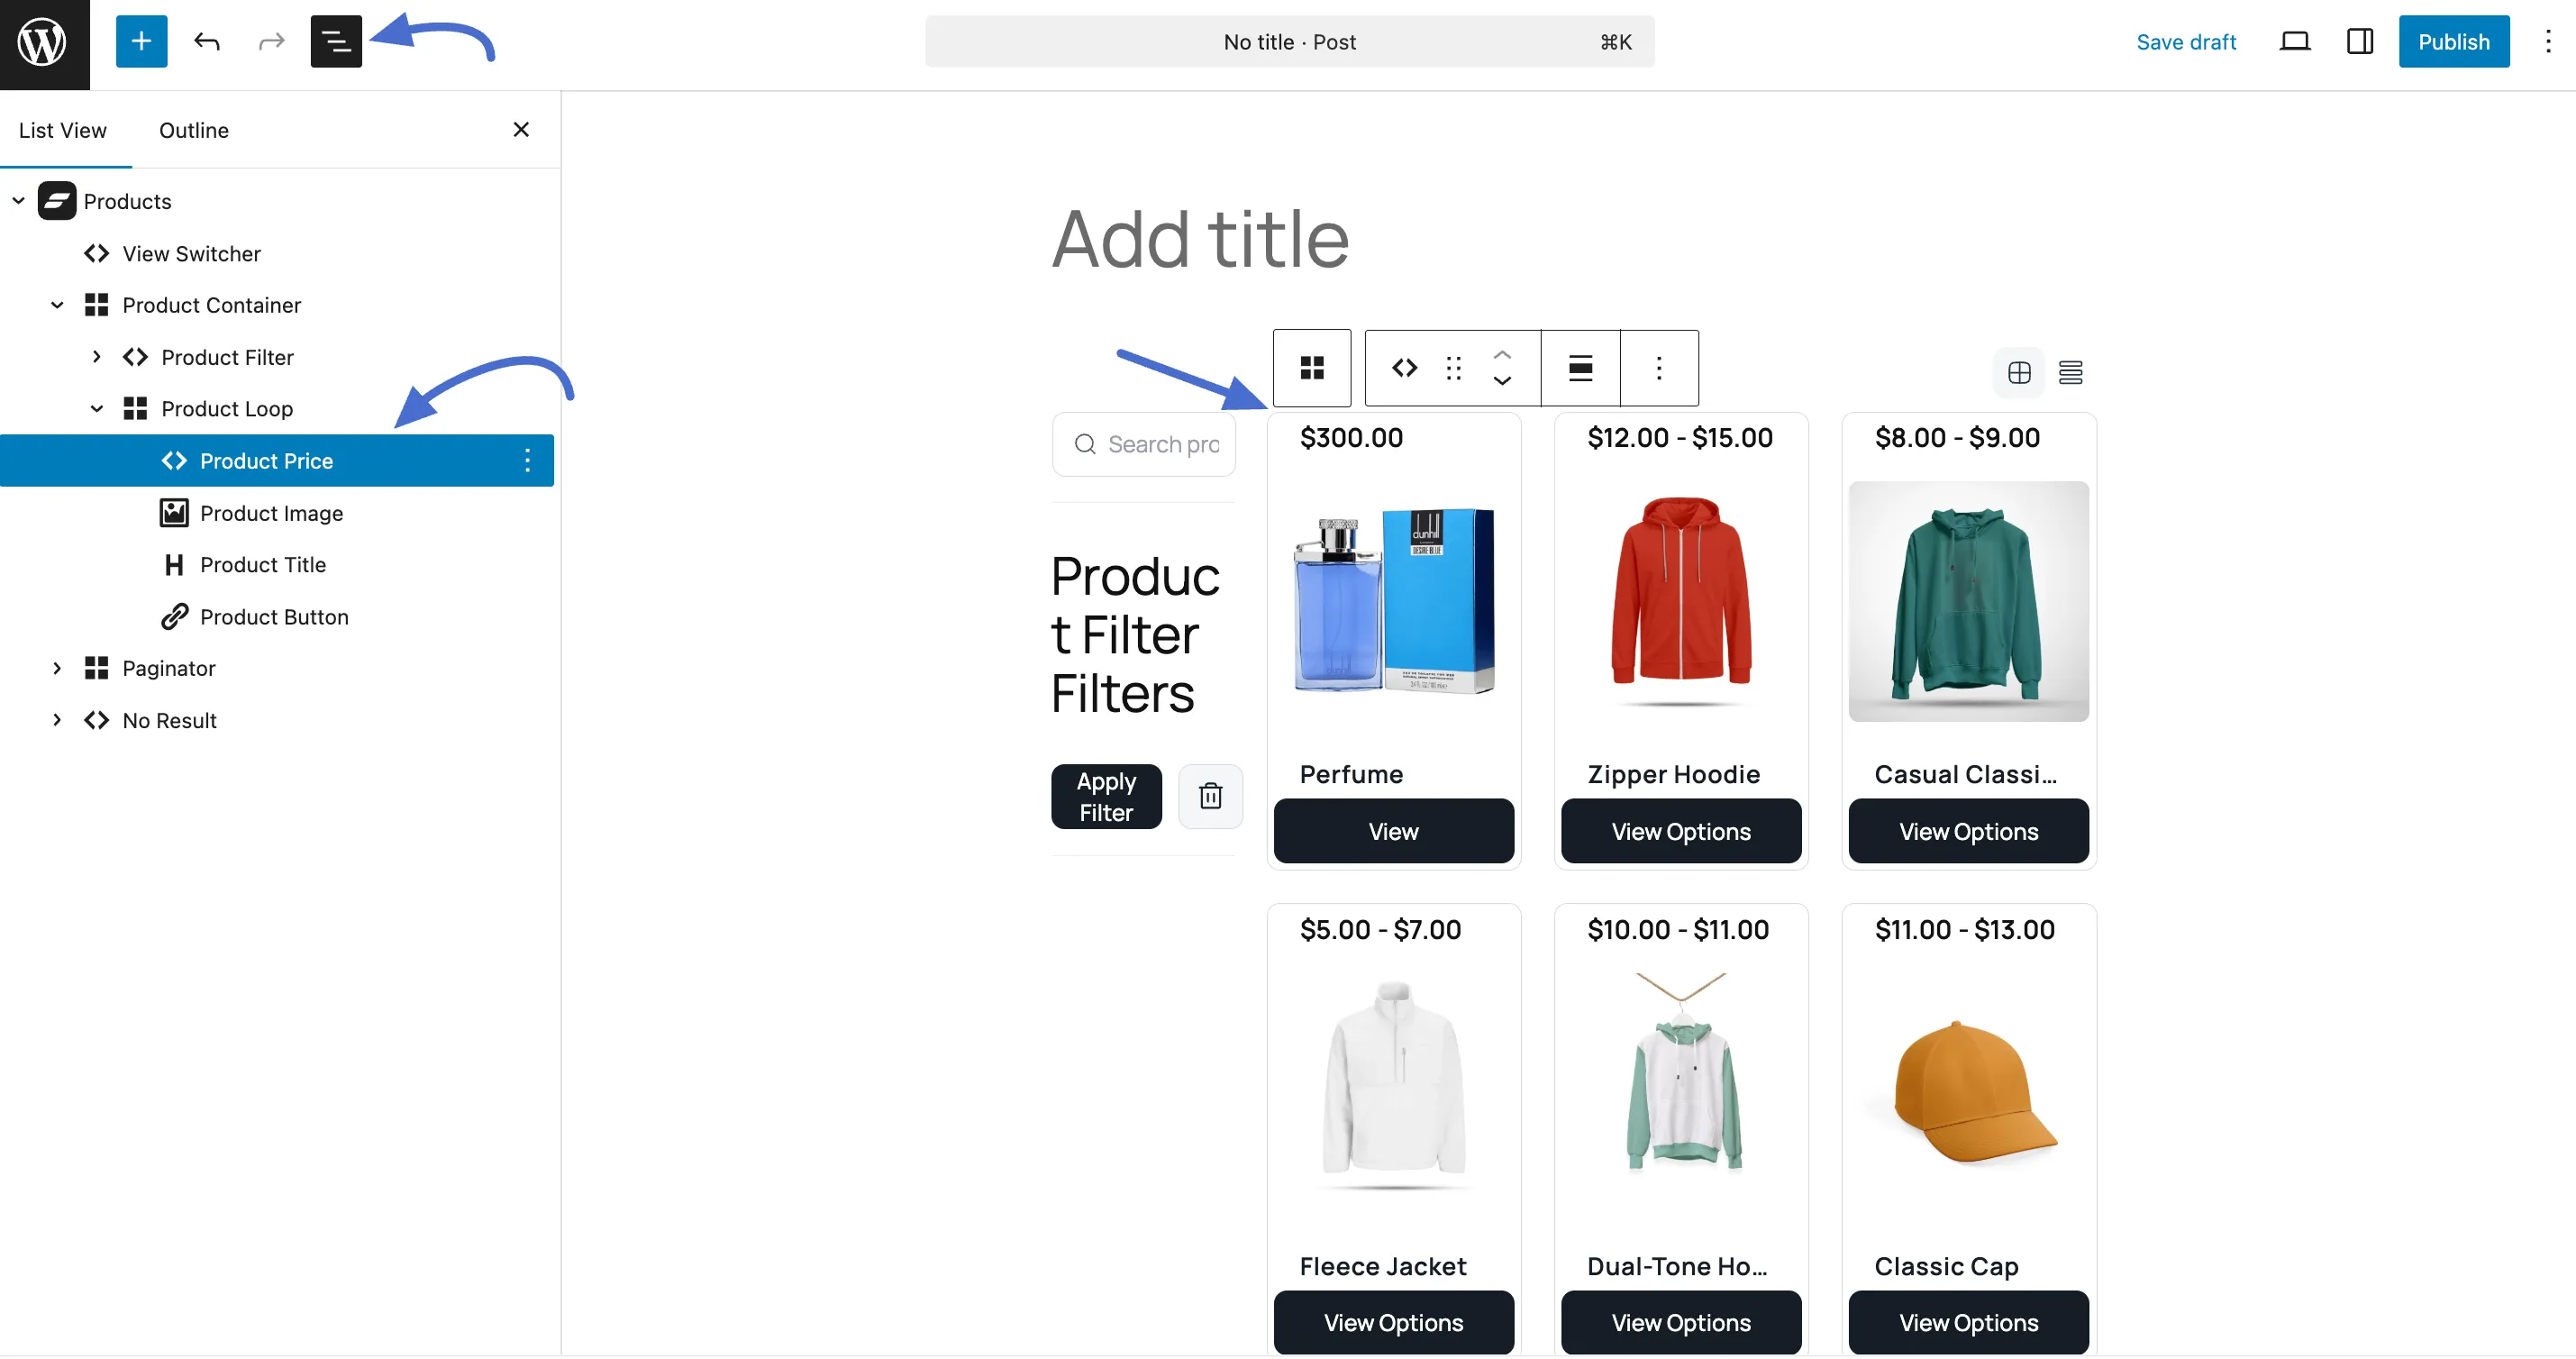 No title · Post
⌘K
Save draft
Publish
List View
Outline
Products
View Switcher
Product Container
Product Filter
Product Loop
Product Price
Product Image
Product Title
Product Button
Paginator
No Result
Add title
Search pro
Produc
t Filter
Filters
Apply
Filter
$300.00
dunhill
DESIRE BLUE
Perfume
View
$12.00 - $15.00
Zipper Hoodie
View Options
$8.00 - $9.00
Casual Classi...
View Options
$5.00 - $7.00
Fleece Jacket
View Options
$10.00 - $11.00
Dual-Tone Ho...
View Options
$11.00 - $13.00
Classic Cap
View Options